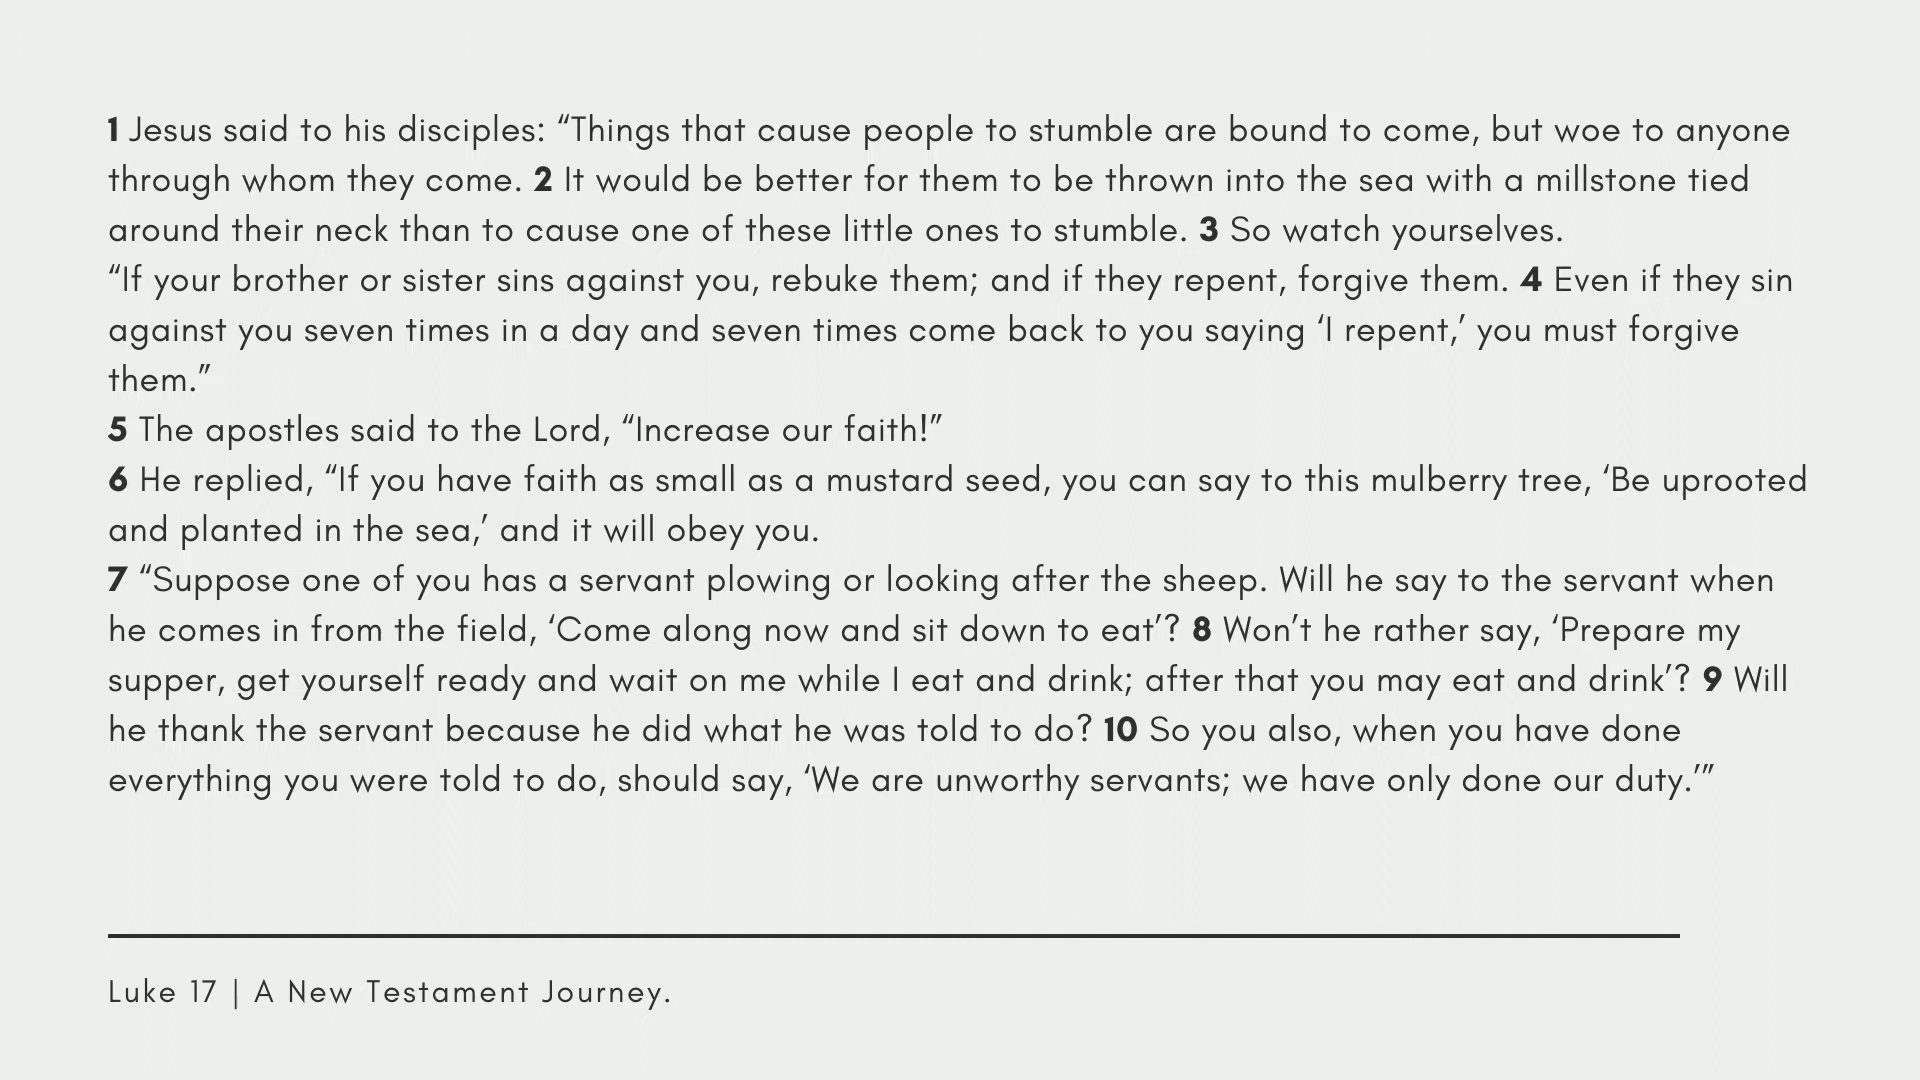 1 Jesus said to his disciples: “Things that cause people to stumble are bound to come, but woe to anyone
through whom they come. 2 It would be better for them to be thrown into the sea with a millstone tied
around their neck than to cause one of these little ones to stumble. 3 So watch yourselves.
“If your brother or sister sins against you, rebuke them; and if they repent, forgive them. 4 Even if they sin
against you seven times in a day and seven times come back to you saying ‘I repent,’ you must forgive
them.”
5 The apostles said to the Lord, “Increase our faith!”
6 He replied, “If you have faith as small as a mustard seed, you can say to this mulberry tree, ‘Be uprooted
and planted in the sea,’ and it will obey you.
7 “Suppose one of you has a servant plowing or looking after the sheep. Will he say to the servant when
he comes in from the field, ‘Come along now and sit down to eat’? 8 Won’t he rather say, ‘Prepare my
supper, get yourself ready and wait on me while I eat and drink; after that you may eat and drink’? 9 Will
he thank the servant because he did what he was told to do? 10 So you also, when you have done
everything you were told to do, should say, ‘We are unworthy servants; we have only done our duty.’”
Luke 17 | A New Testament Journey.